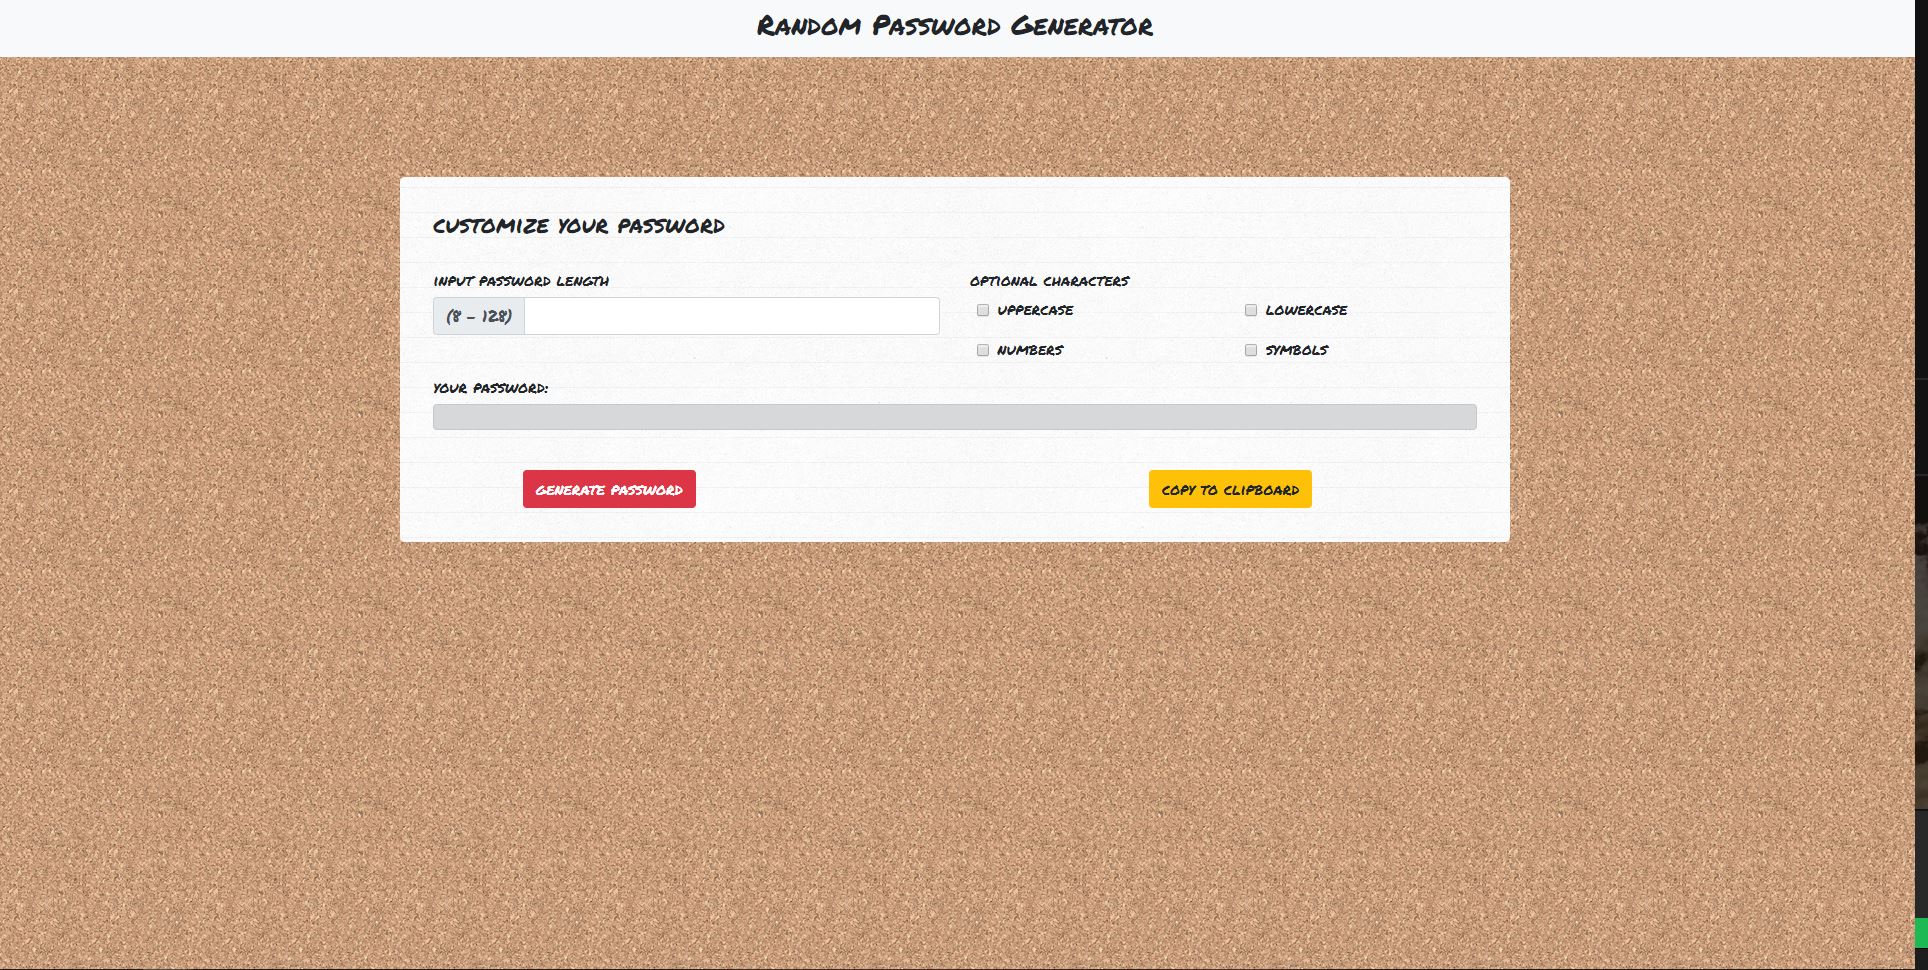 Random Password Generator
CUSTOMIZE YOUR PASSWORD
INPUT PASSWORD LENGTH
(8 - 128)
OPTIONAL CHARACTERS
UPPERCASE
LOWERCASE
NUMBERS
SYMBOLS
YOUR PASSWORD:
GENERATE PASSWORD
COPY TO CLIPBOARD